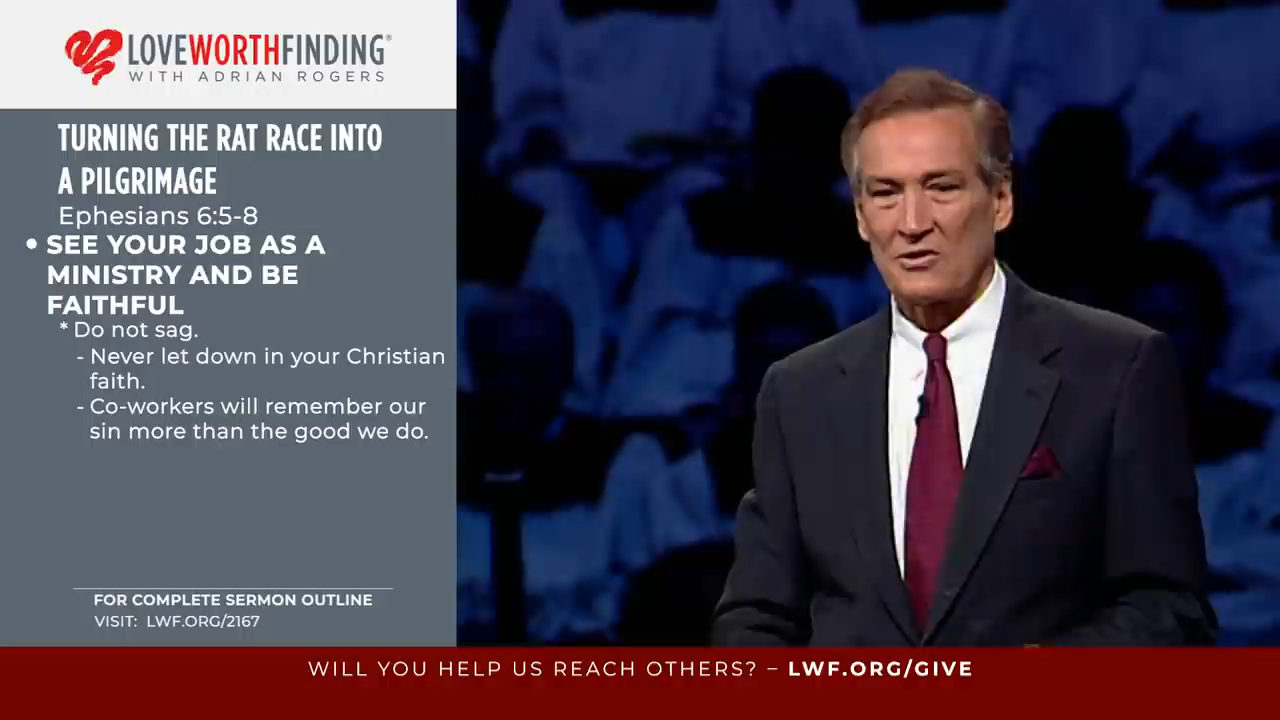 LOVEWORTHFINDING®
WITH ADRIAN ROGERS
TURNING THE RAT RACE INTO
A PILGRIMAGE
Ephesians 6:5-8
• SEE YOUR JOB AS A
MINISTRY AND BE
FAITHFUL
* Do not sag.
- Never let down in your Christian
faith.
- Co-workers will remember our
sin more than the good we do.
FOR COMPLETE SERMON OUTLINE
VISIT: LWF.ORG/2167
WILL YOU HELP US REACH OTHERS? – LWF.ORG/GIVE